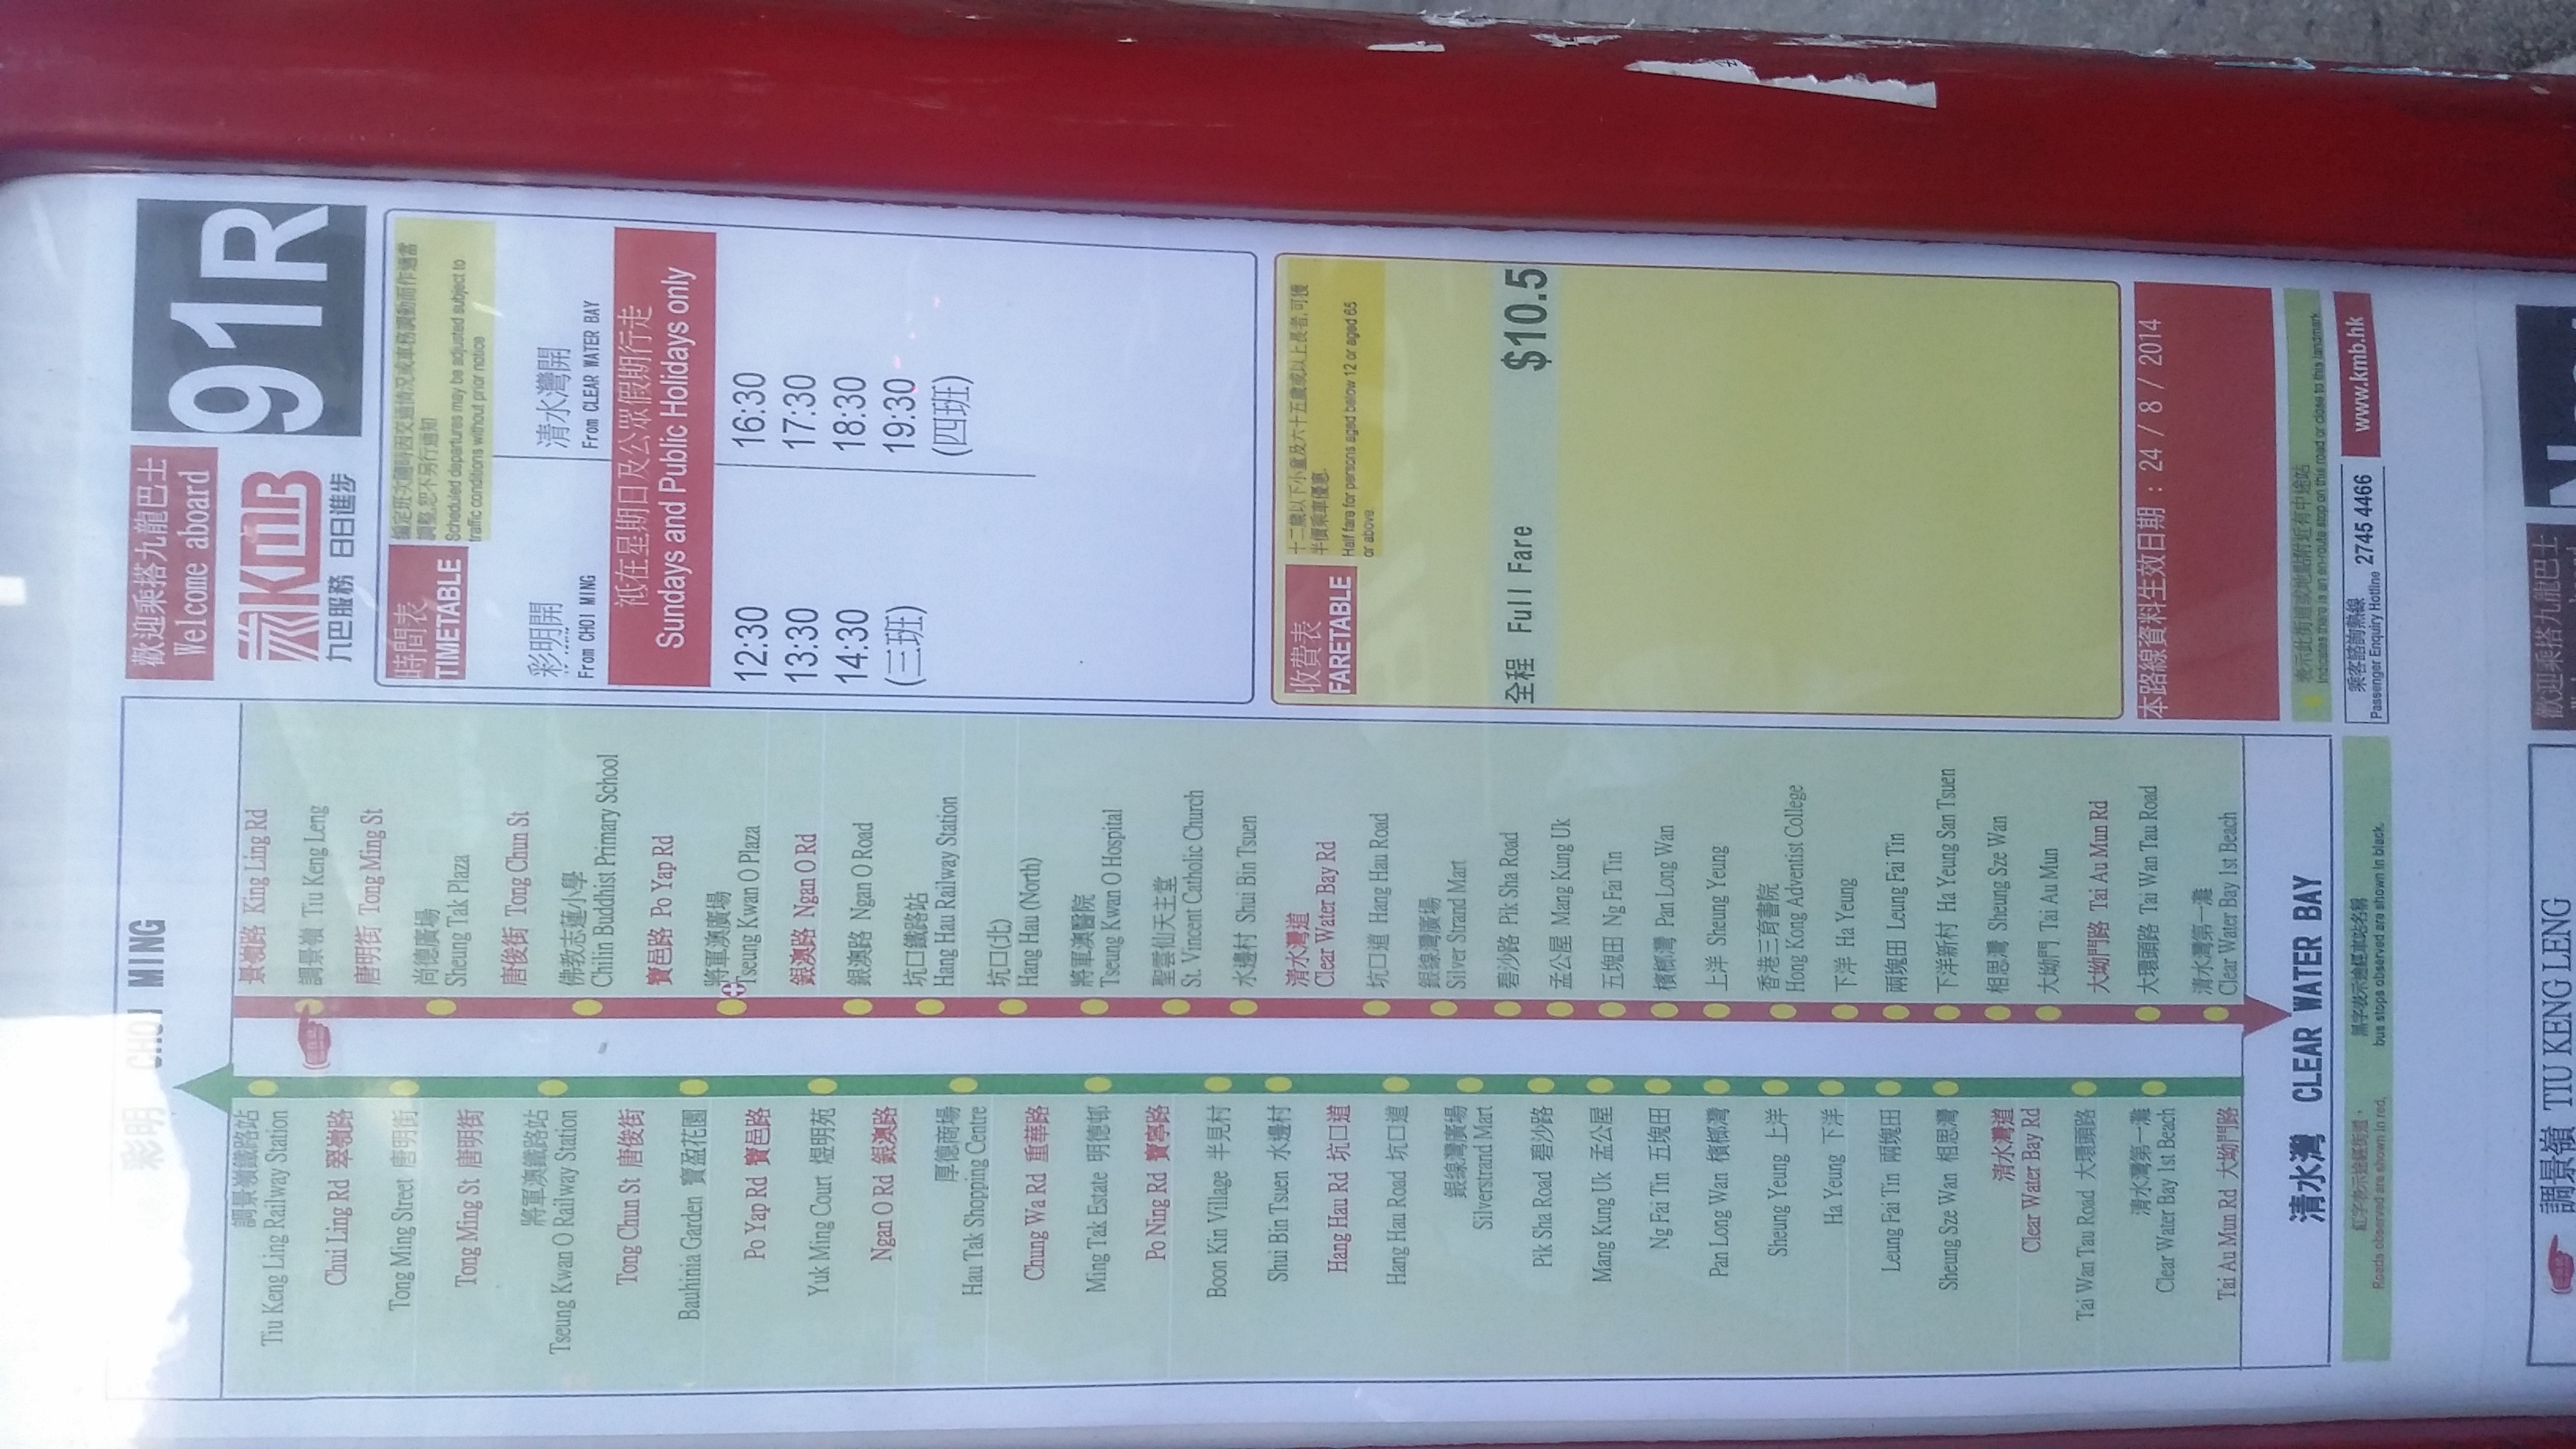 歡迎乘搭九龍巴士
Welcome aboard
91R
KMB
九巴服務 日日進步
時間表
TIMETABLE
編定班次隨時因交通情況或車務調動而作適當
調整,恕不另行通知
Scheduled departures may be adjusted subject to
traffic conditions without prior notice
彩明開
From CHOI MING
清水灣開
From CLEAR WATER BAY
祇在星期日及公眾假期行走
Sundays and Public Holidays only
12:30 16:30
13:30 17:30
14:30 18:30
(三班) 19:30
(四班)
收費表
FARETABLE
十二歲以下小童及六十五歲或以上長者,可獲
半價乘車優惠.
Half fare for persons aged below 12 or aged 65
or above.
全程 Full Fare $10.5
本路線資料生效日期 : 24 / 8 / 2014
表示此街道或地點附近有中途站
Indicates there is an en-route stop on this road or close to this landmark
乘客諮詢熱線
Passenger Enquiry Hotline 2745 4466
www.kmb.hk
彩明 CHOI MING
調景嶺鐵路站
Tiu Keng Ling Railway Station
Chui Ling Rd 翠嶺路
Tong Ming Street 唐明街
Tong Ming St 唐明街
將軍澳鐵路站
Tseung Kwan O Railway Station
Tong Chun St 唐俊街
Bauhinia Garden 寶盈花園
Po Yap Rd 寶邑路
Yuk Ming Court 煜明苑
Ngan O Rd 銀澳路
厚德商場
Hau Tak Shopping Centre
Chung Wa Rd 重華路
Ming Tak Estate 明德邨
Po Ning Rd 寶寧路
Boon Kin Village 半見村
Shui Bin Tsuen 水邊村
Hang Hau Rd 坑口道
Hang Hau Road 坑口道
銀線灣廣場
Silverstrand Mart
Pik Sha Road 碧沙路
Mang Kung Uk 孟公屋
Ng Fai Tin 五塊田
Pan Long Wan 檳榔灣
Sheung Yeung 上洋
Ha Yeung 下洋
Leung Fai Tin 兩塊田
Sheung Sze Wan 相思灣
清水灣道
Clear Water Bay Rd
Tai Wan Tau Road 大環頭路
清水灣第一灘
Clear Water Bay 1st Beach
Tai Au Mun Rd 大坳門路
景嶺路 King Ling Rd
調景嶺 Tiu Keng Leng
唐明街 Tong Ming St
尚德廣場
Sheung Tak Plaza
唐俊街 Tong Chun St
佛教志蓮小學
Chilin Buddhist Primary School
寶邑路 Po Yap Rd
將軍澳廣場
Tseung Kwan O Plaza
銀澳路 Ngan O Rd
銀澳路 Ngan O Road
坑口鐵路站
Hang Hau Railway Station
坑口(北)
Hang Hau (North)
將軍澳醫院
Tseung Kwan O Hospital
聖雲仙天主堂
St. Vincent Catholic Church
水邊村 Shui Bin Tsuen
清水灣道
Clear Water Bay Rd
坑口道 Hang Hau Road
銀線灣廣場
Silver Strand Mart
碧沙路 Pik Sha Road
孟公屋 Mang Kung Uk
五塊田 Ng Fai Tin
檳榔灣 Pan Long Wan
上洋 Sheung Yeung
香港三育書院
Hong Kong Adventist College
下洋 Ha Yeung
兩塊田 Leung Fai Tin
下洋新村 Ha Yeung San Tsuen
相思灣 Sheung Sze Wan
大坳門 Tai Au Mun
大坳門路 Tai Au Mun Rd
大環頭路 Tai Wan Tau Road
清水灣第一灘
Clear Water Bay 1st Beach
清水灣 CLEAR WATER BAY
紅字表示途經街道，
黑字表示途經車站名稱
Roads observed are shown in red,
bus stops observed are shown in black.
歡迎乘搭九龍巴士
調景嶺 TIU KENG LENG